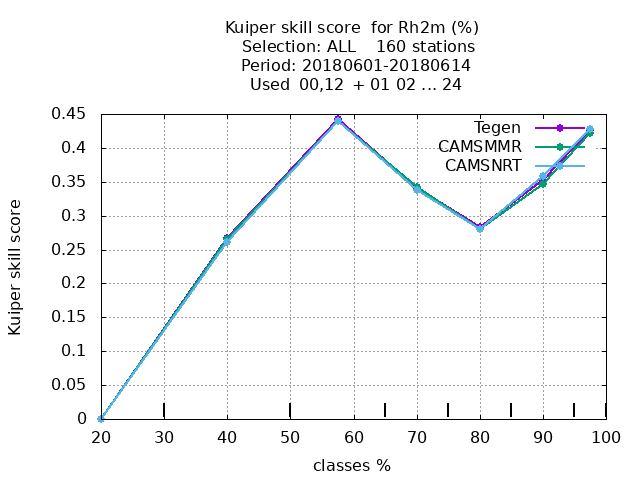 Kuiper skill score  for Rh2m (%)
Selection: ALL    160 stations
Period: 20180601-20180614
Used  00,12  + 01 02 ... 24
Tegen
CAMSMMR
CAMSNRT
0.45
0.4
0.35
0.3
0.25
0.2
0.15
0.1
0.05
0
Kuiper skill score
20 30 40 50 60 70 80 90 100
classes %